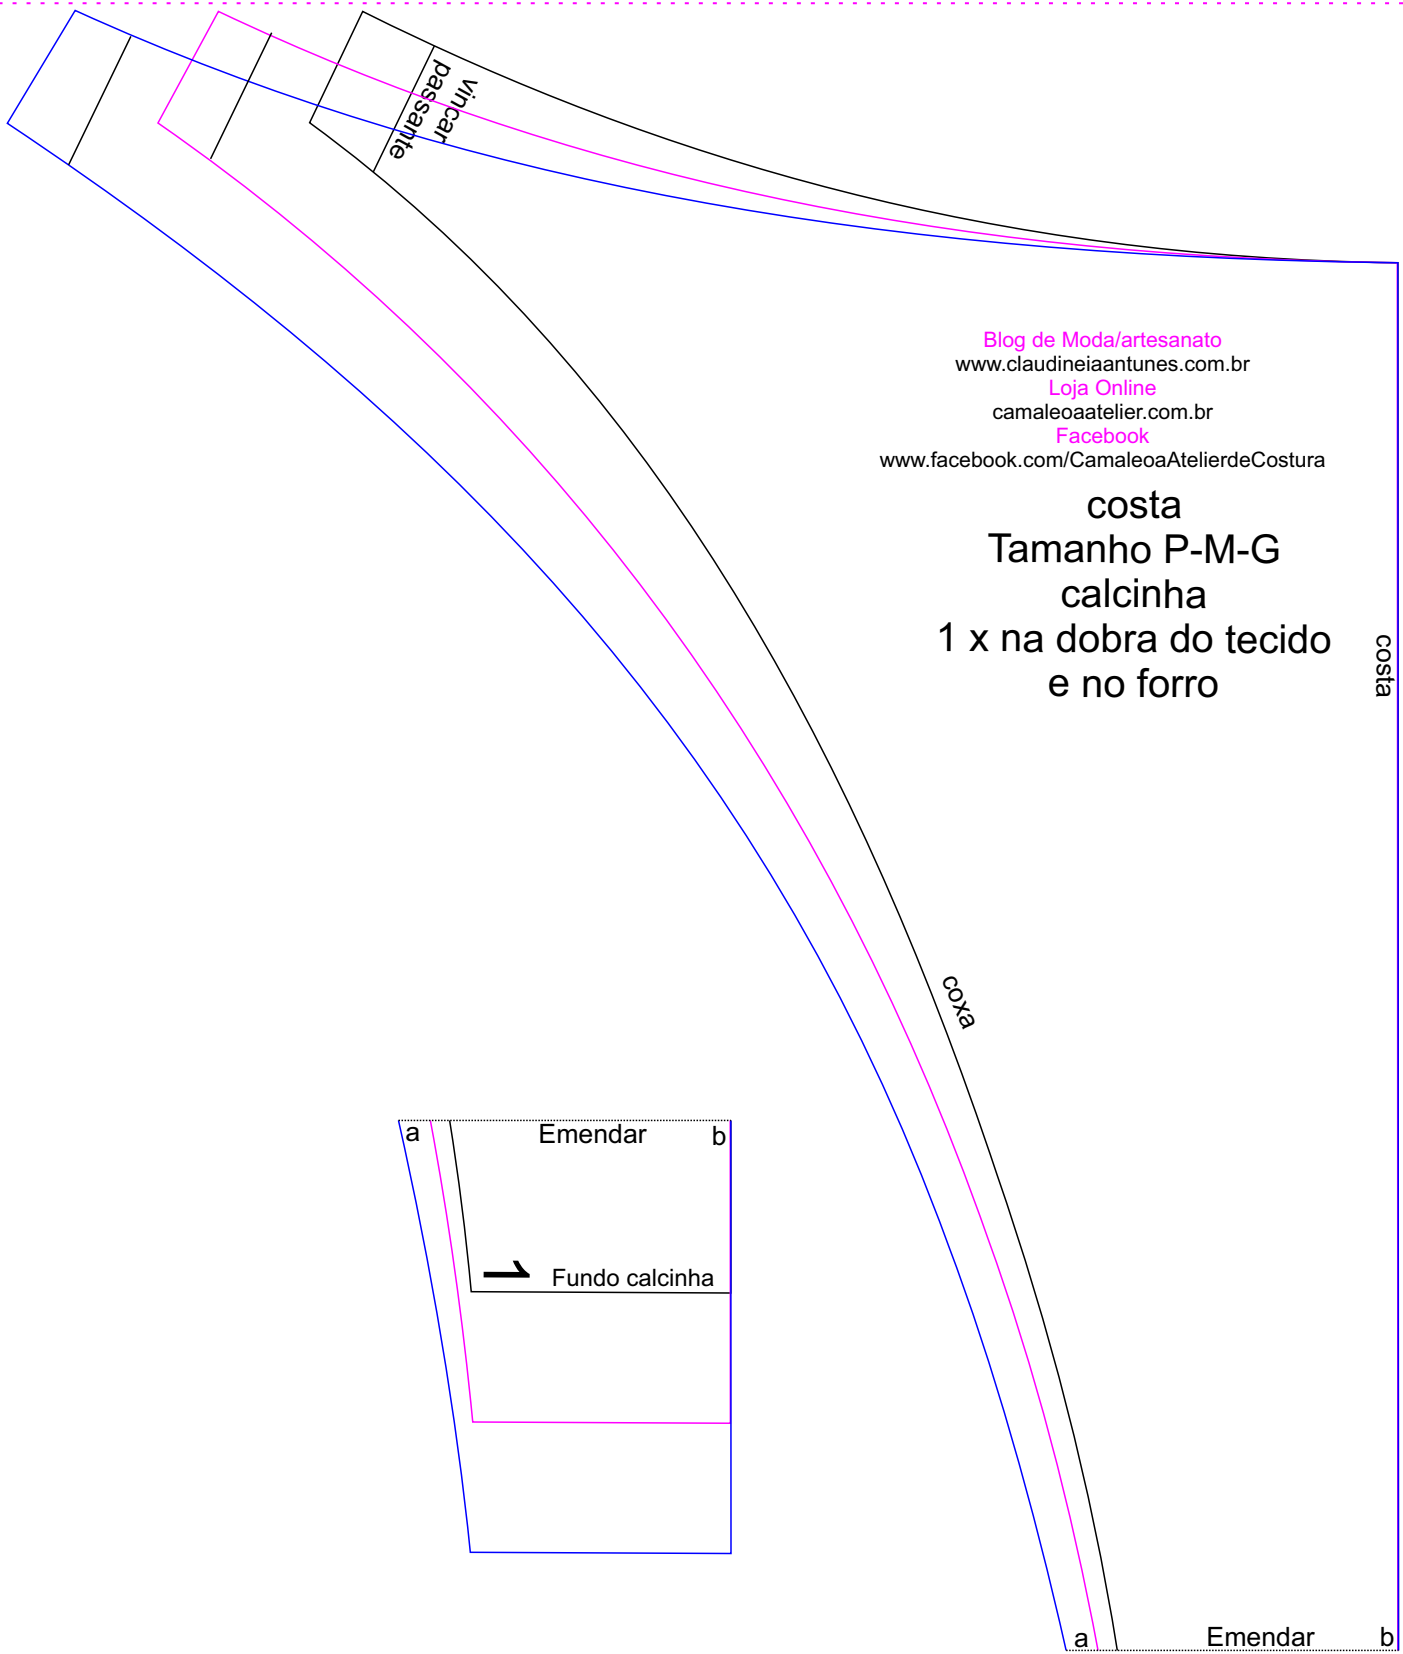 vincar
passante
Blog de Moda/artesanato
www.claudineiaantunes.com.br
Loja Online
camaleoaatelier.com.br
Facebook
www.facebook.com/CamaleoaAtelierdeCostura
costa
Tamanho P-M-G
calcinha
1 x na dobra do tecido
e no forro
costa
coxa
a Emendar b
1 Fundo calcinha
a Emendar b